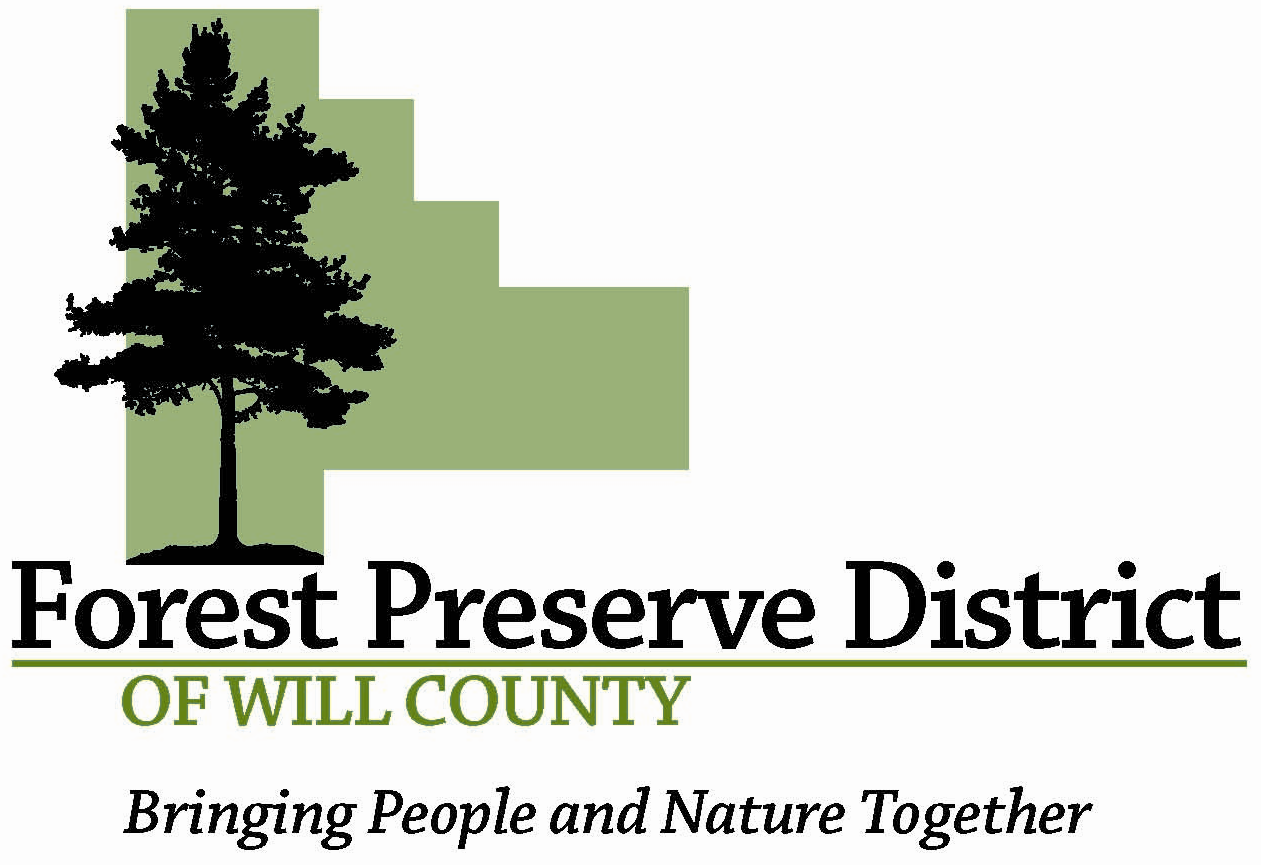 Forest Preserve District
OF WILL COUNTY
Bringing People and Nature Together